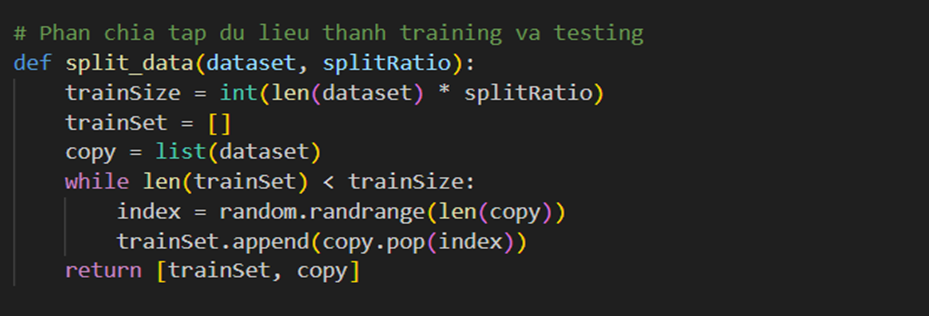 # Phan chia tap du lieu thanh training va testing
def split_data(dataset, splitRatio):
    trainSize = int(len(dataset) * splitRatio)
    trainSet = []
    copy = list(dataset)
    while len(trainSet) < trainSize:
        index = random.randrange(len(copy))
        trainSet.append(copy.pop(index))
    return [trainSet, copy]